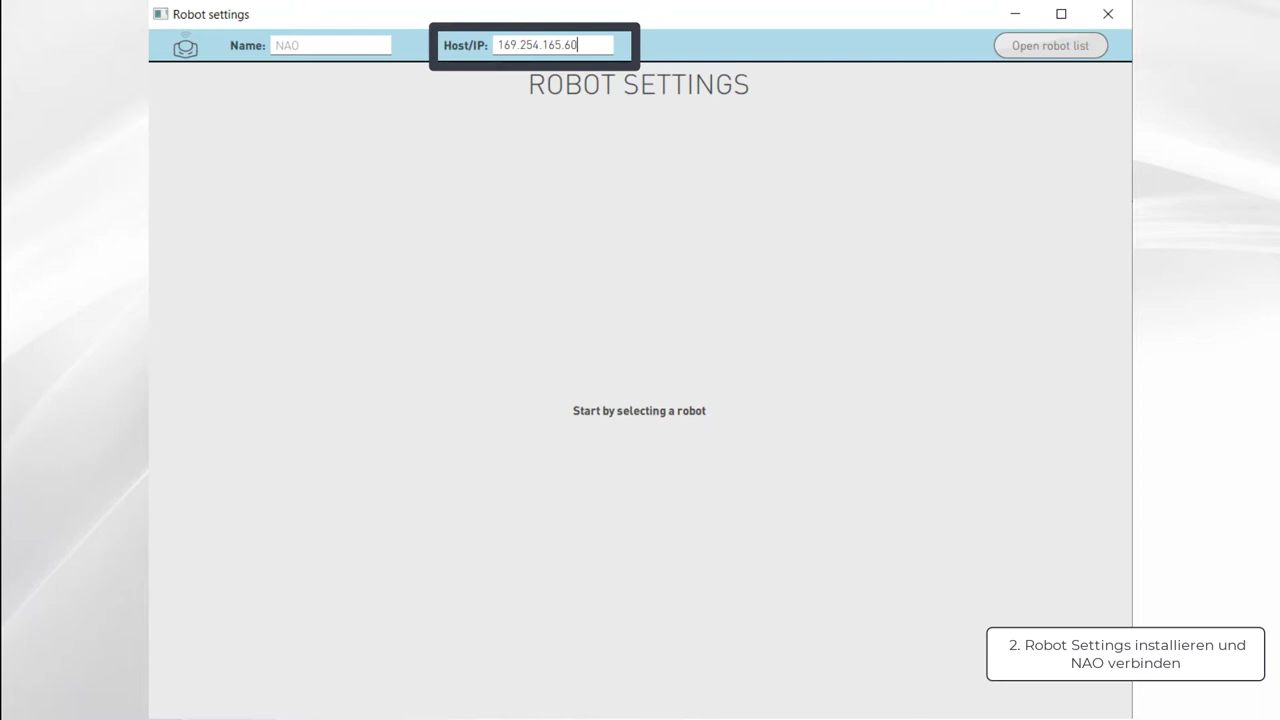 Robot settings
Name: NAO Host/IP: 169.254.165.60 Open robot list
ROBOT SETTINGS
Start by selecting a robot
2. Robot Settings installieren und
NAO verbinden